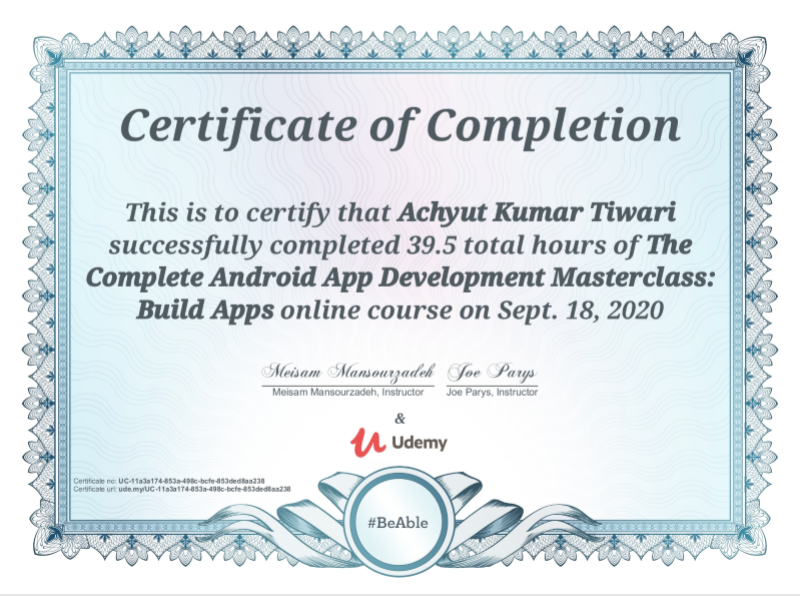 Certificate of Completion
This is to certify that Achyut Kumar Tiwari
successfully completed 39.5 total hours of The
Complete Android App Development Masterclass:
Build Apps online course on Sept. 18, 2020
Meisam Mansourzadeh Joe Parys
Meisam Mansourzadeh, Instructor Joe Parys, Instructor
&
Udemy
Certificate no: UC-11a3a174-853a-498c-bcfe-853ded8aa238
Certificate url: ude.my/UC-11a3a174-853a-498c-bcfe-853ded8aa238
#BeAble